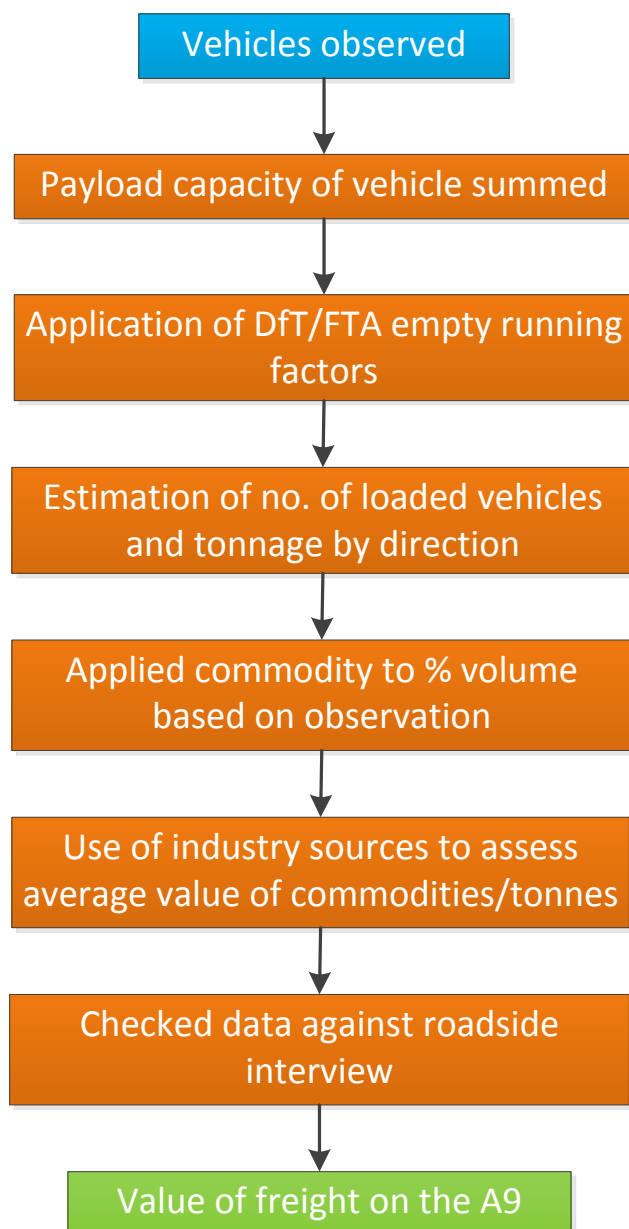 Vehicles observed
Payload capacity of vehicle summed
Application of DfT/FTA empty running
factors
Estimation of no. of loaded vehicles
and tonnage by direction
Applied commodity to % volume
based on observation
Use of industry sources to assess
average value of commodities/tonnes
Checked data against roadside
interview
Value of freight on the A9